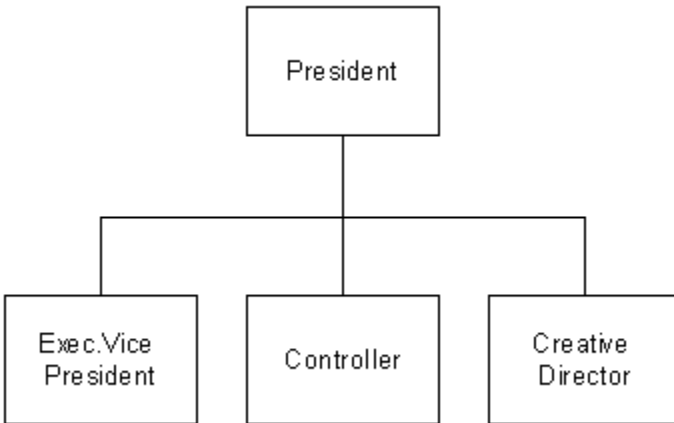 President
Exec.Vice
President
Controller
Creative
Director